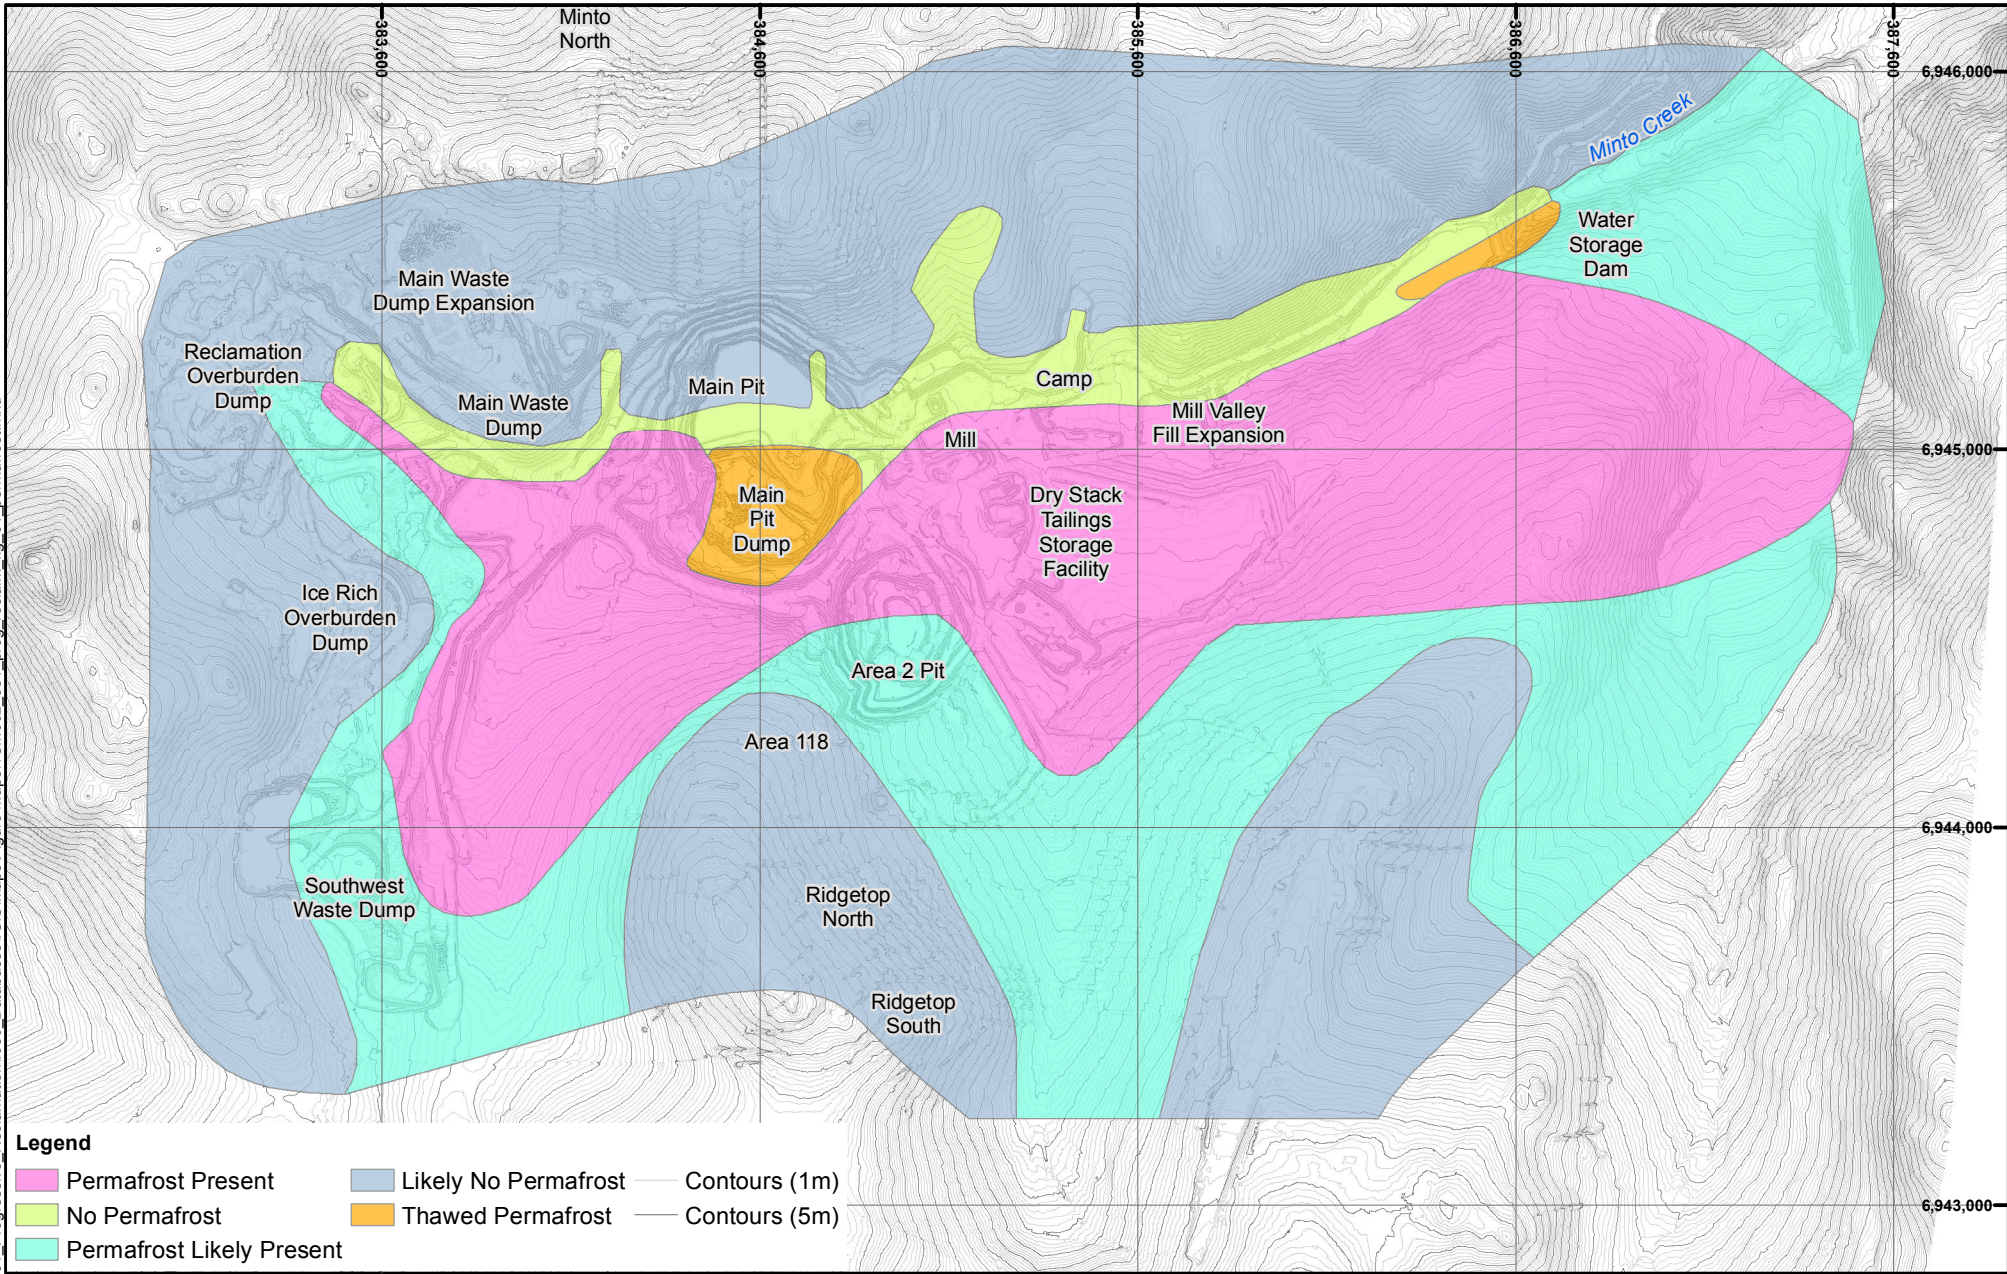 Minto
North
383,600
384,600
385,600
386,600
387,600
6,946,000
Minto Creek
Water
Storage
Dam
Main Waste
Dump Expansion
Reclamation
Overburden
Dump
Main Pit
Camp
Main Waste
Dump
Mill Valley
Fill Expansion
Mill
6,945,000
Main
Pit
Dump
Dry Stack
Tailings
Storage
Facility
Ice Rich
Overburden
Dump
Area 2 Pit
Area 118
6,944,000
Southwest
Waste Dump
Ridgetop
North
Ridgetop
South
6,943,000
Legend
Permafrost Present
No Permafrost
Permafrost Likely Present
Likely No Permafrost
Thawed Permafrost
Contours (1m)
Contours (5m)